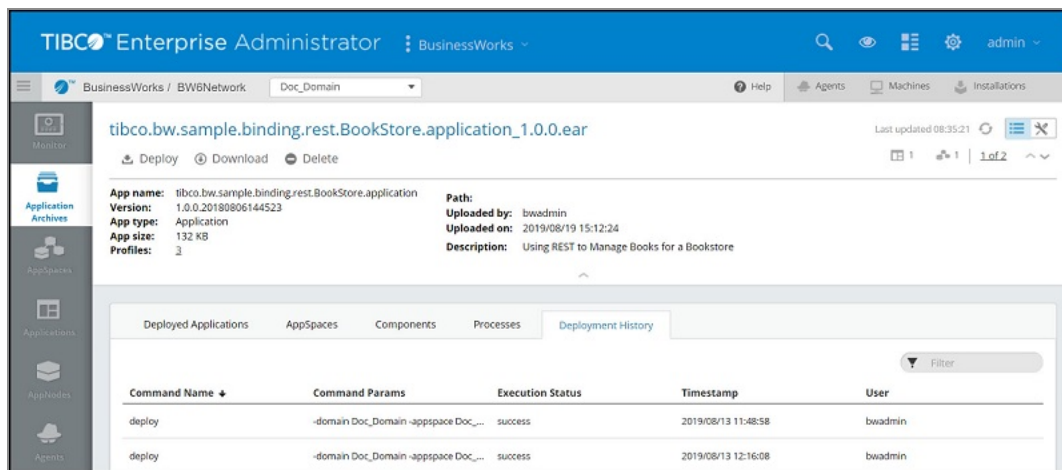 TIBCO™ Enterprise Administrator BusinessWorks admin
BusinessWorks / BW6Network Doc_Domain Help Agents Machines Installations
Monitor
Application Archives
AppSpaces
Applications
AppNodes
Agents
tibco.bw.sample.binding.rest.BookStore.application_1.0.0.ear
Last updated 08:35:21
Deploy Download Delete
1 1 1 of 2
App name: tibco.bw.sample.binding.rest.BookStore.application
Version: 1.0.0.20180806144523
App type: Application
App size: 132 KB
Profiles: 3
Path:
Uploaded by: bwadmin
Uploaded on: 2019/08/19 15:12:24
Description: Using REST to Manage Books for a Bookstore
Deployed Applications AppSpaces Components Processes Deployment History
Filter
Command Name Command Params Execution Status Timestamp User
deploy -domain Doc_Domain -appspace Doc_... success 2019/08/13 11:48:58 bwadmin
deploy -domain Doc_Domain -appspace Doc_... success 2019/08/13 12:16:08 bwadmin